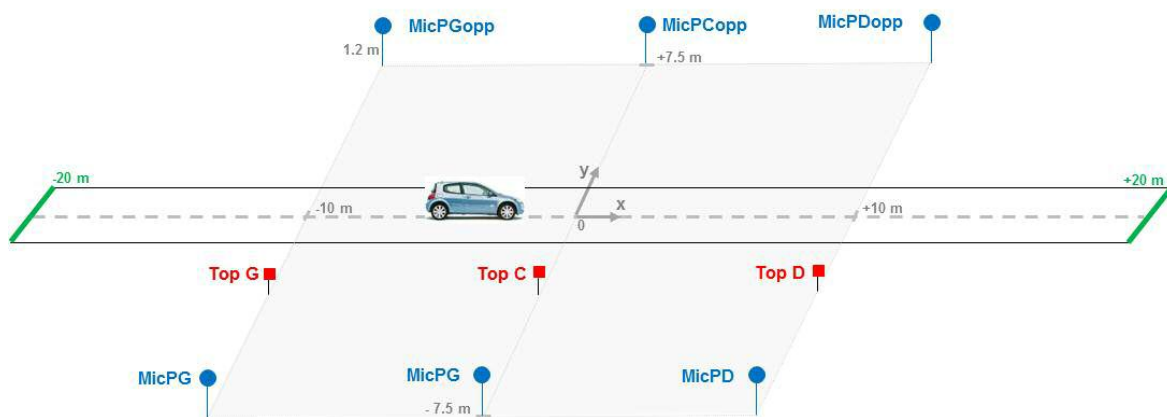 MicPGopp
MicPCopp
MicPDopp
1.2 m
+7.5 m
-20 m
y
+20 m
x
-10 m
0
+10 m
Top G
Top C
Top D
MicPG
MicPG
MicPD
- 7.5 m